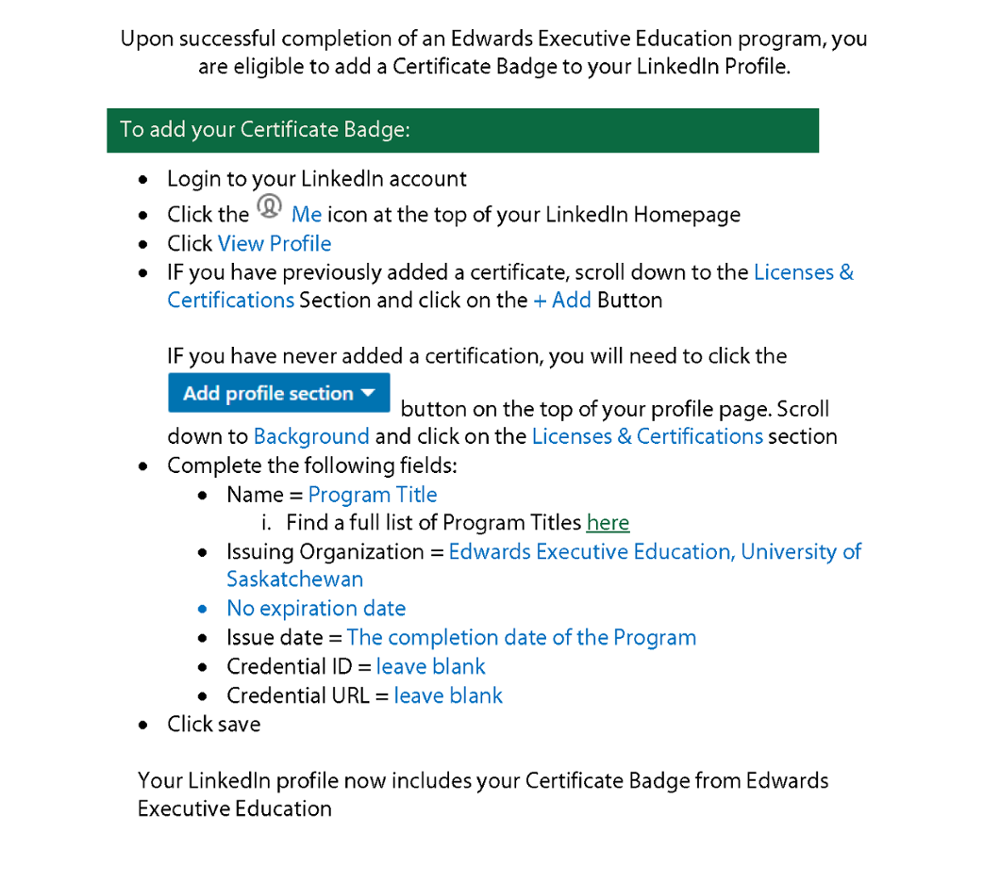 Upon successful completion of an Edwards Executive Education program, you
are eligible to add a Certificate Badge to your LinkedIn Profile.
To add your Certificate Badge:
• Login to your LinkedIn account
• Click the Me icon at the top of your LinkedIn Homepage
• Click View Profile
• IF you have previously added a certificate, scroll down to the Licenses &
Certifications Section and click on the + Add Button
IF you have never added a certification, you will need to click the
Add profile section button on the top of your profile page. Scroll
down to Background and click on the Licenses & Certifications section
• Complete the following fields:
• Name = Program Title
i. Find a full list of Program Titles here
• Issuing Organization = Edwards Executive Education, University of
Saskatchewan
• No expiration date
• Issue date = The completion date of the Program
• Credential ID = leave blank
• Credential URL = leave blank
• Click save
Your LinkedIn profile now includes your Certificate Badge from Edwards
Executive Education